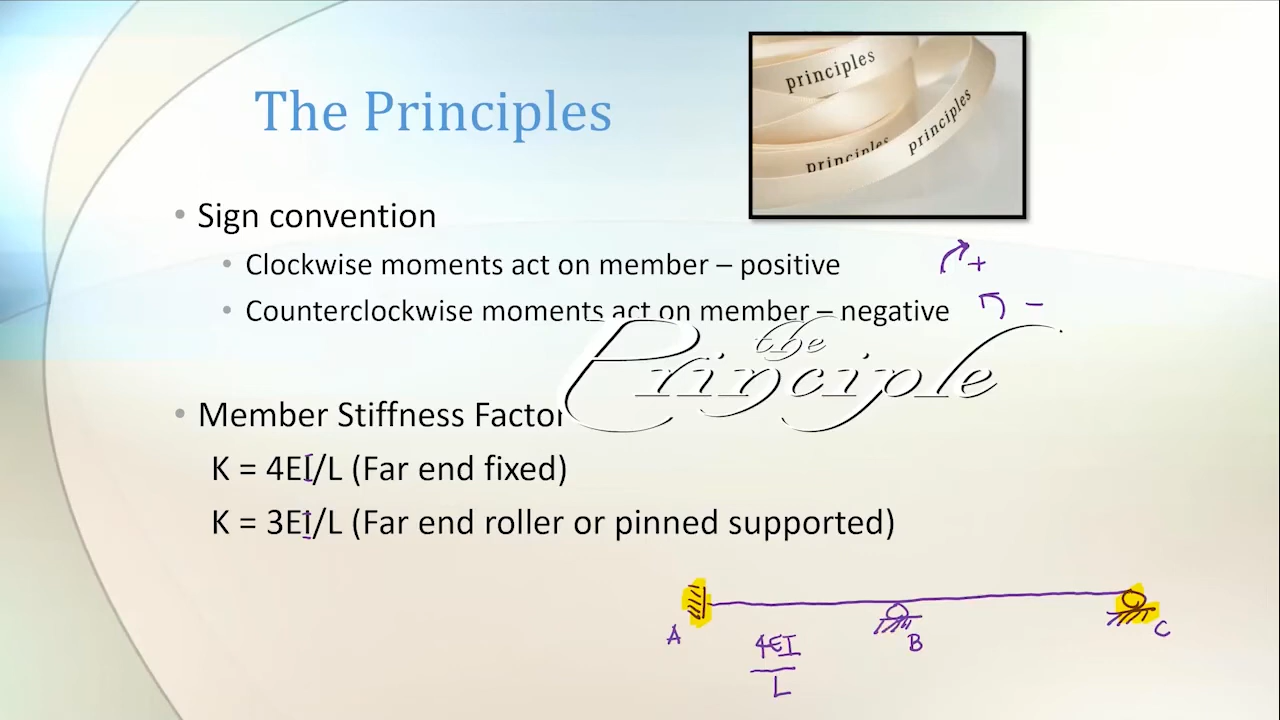 The Principles
principles
principles
principles
• Sign convention
• Clockwise moments act on member – positive
+
• Counterclockwise moments act on member – negative
−
the
Principle
• Member Stiffness Factor
K = 4EI/L (Far end fixed)
K = 3EI/L (Far end roller or pinned supported)
A
B
C
4EI
L